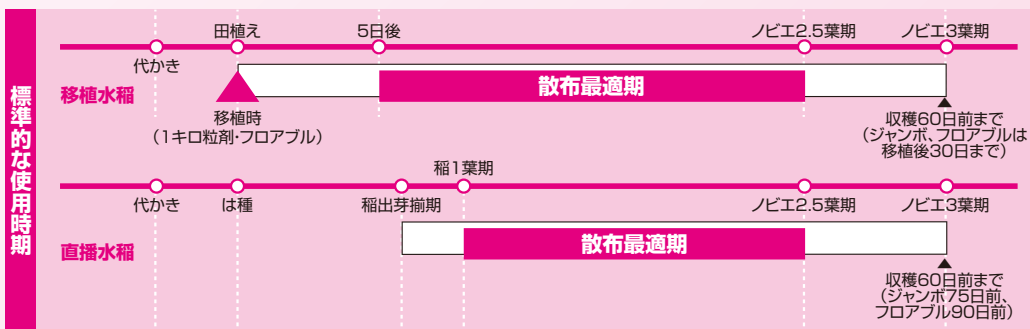 標準的な使用時期
田植え
5日後
ノビエ2.5葉期
ノビエ3葉期
代かき
移植水稲
散布最適期
移植時
(1キロ粒剤・フロアブル)
収穫60日前まで
(ジャンボ、フロアブルは
移植後30日まで)
稲1葉期
代かき
は種
稲出芽揃期
ノビエ2.5葉期
ノビエ3葉期
直播水稲
散布最適期
収穫60日前まで
(ジャンボ75日前、
フロアブル90日前)